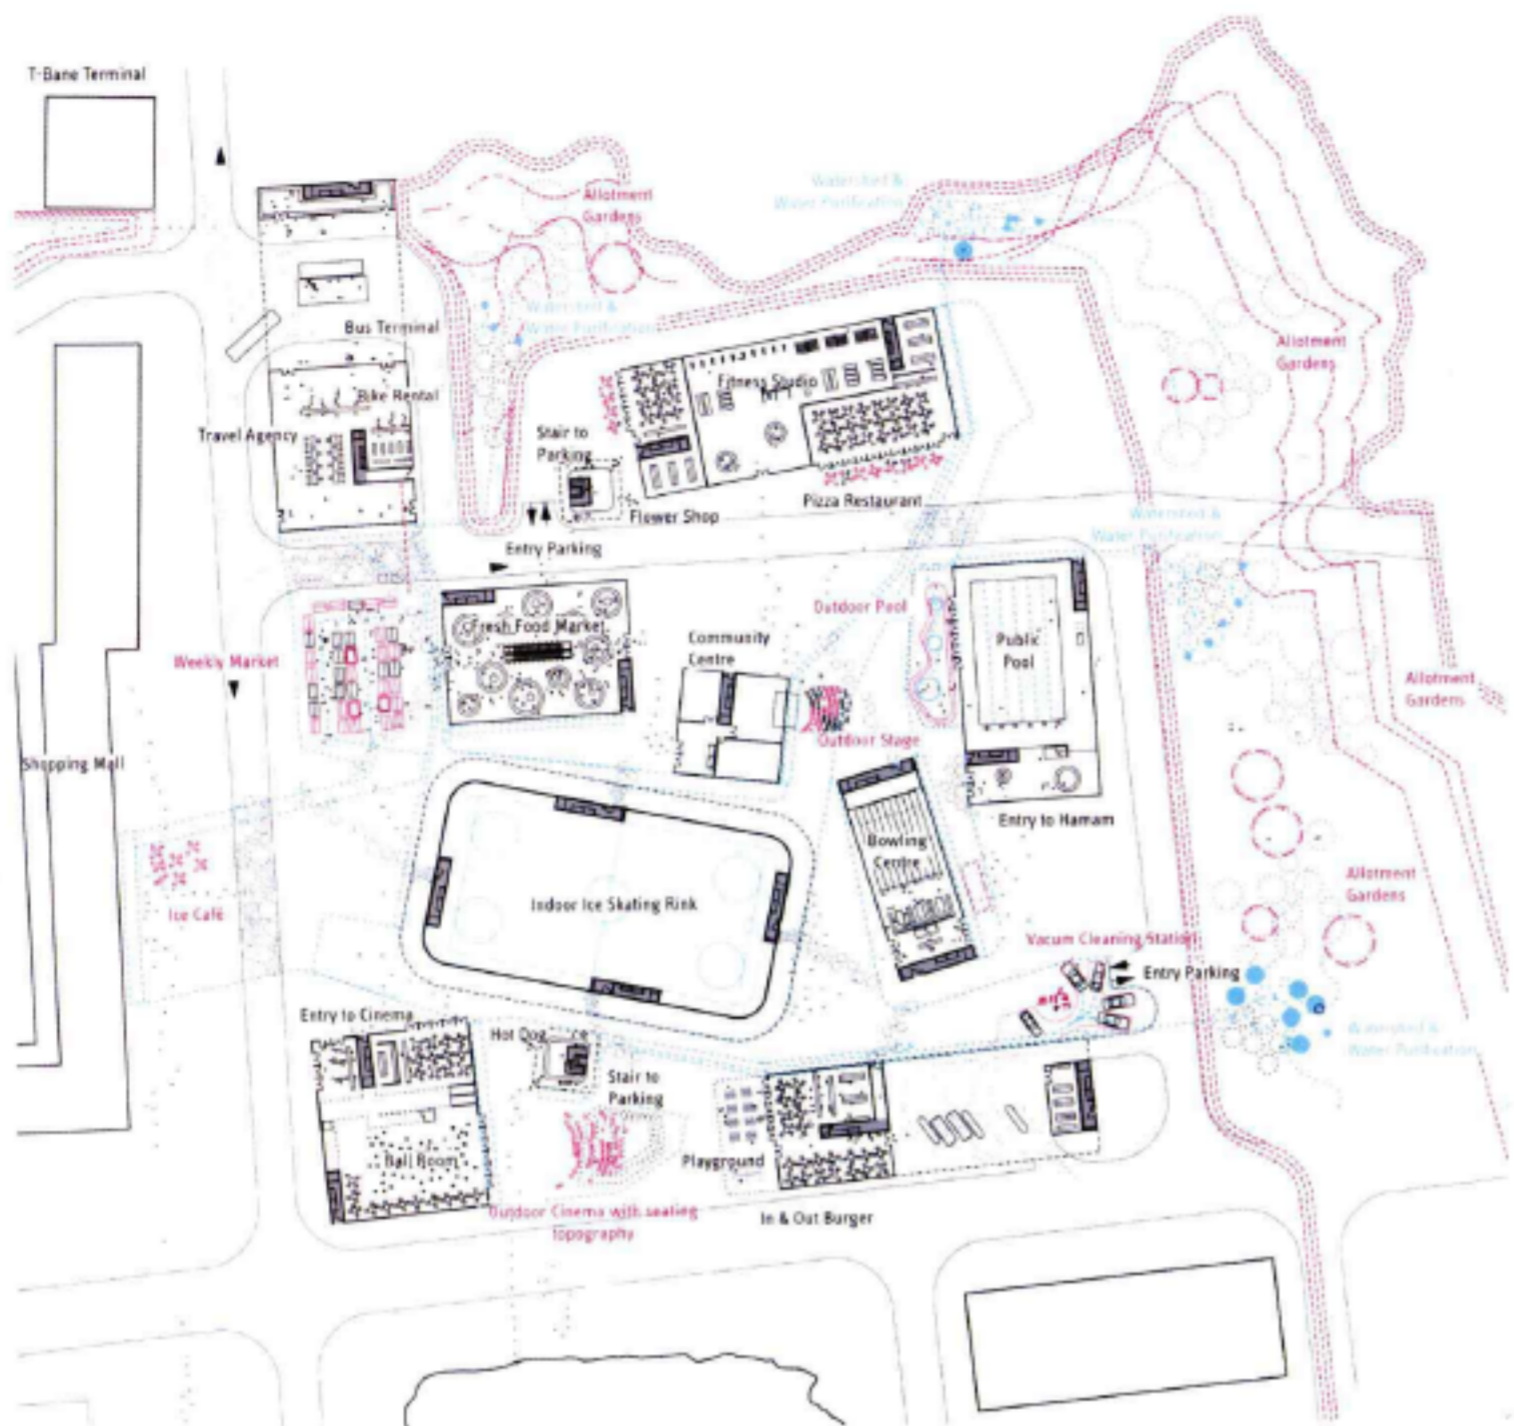 T-Bane Terminal
Allotment
Gardens
Watershed &
Water Purification
Watershed &
Water Purification
Bus Terminal
Allotment
Gardens
Bike Rental
Fitness Studio
Travel Agency
Stair to
Parking
Pizza Restaurant
Flower Shop
Watershed &
Water Purification
Entry Parking
Outdoor Pool
Fresh Food Market
Community
Centre
Public
Pool
Weekly Market
Allotment
Gardens
Outdoor Stage
Shopping Mall
Entry to Hamam
Bowling
Centre
Allotment
Gardens
Indoor Ice Skating Rink
Ice Café
Vacum Cleaning Station
Entry Parking
Entry to Cinema
Hot Dog
Watershed &
Water Purification
Stair to
Parking
Ball Room
Playground
Outdoor Cinema with seating
topography
In & Out Burger